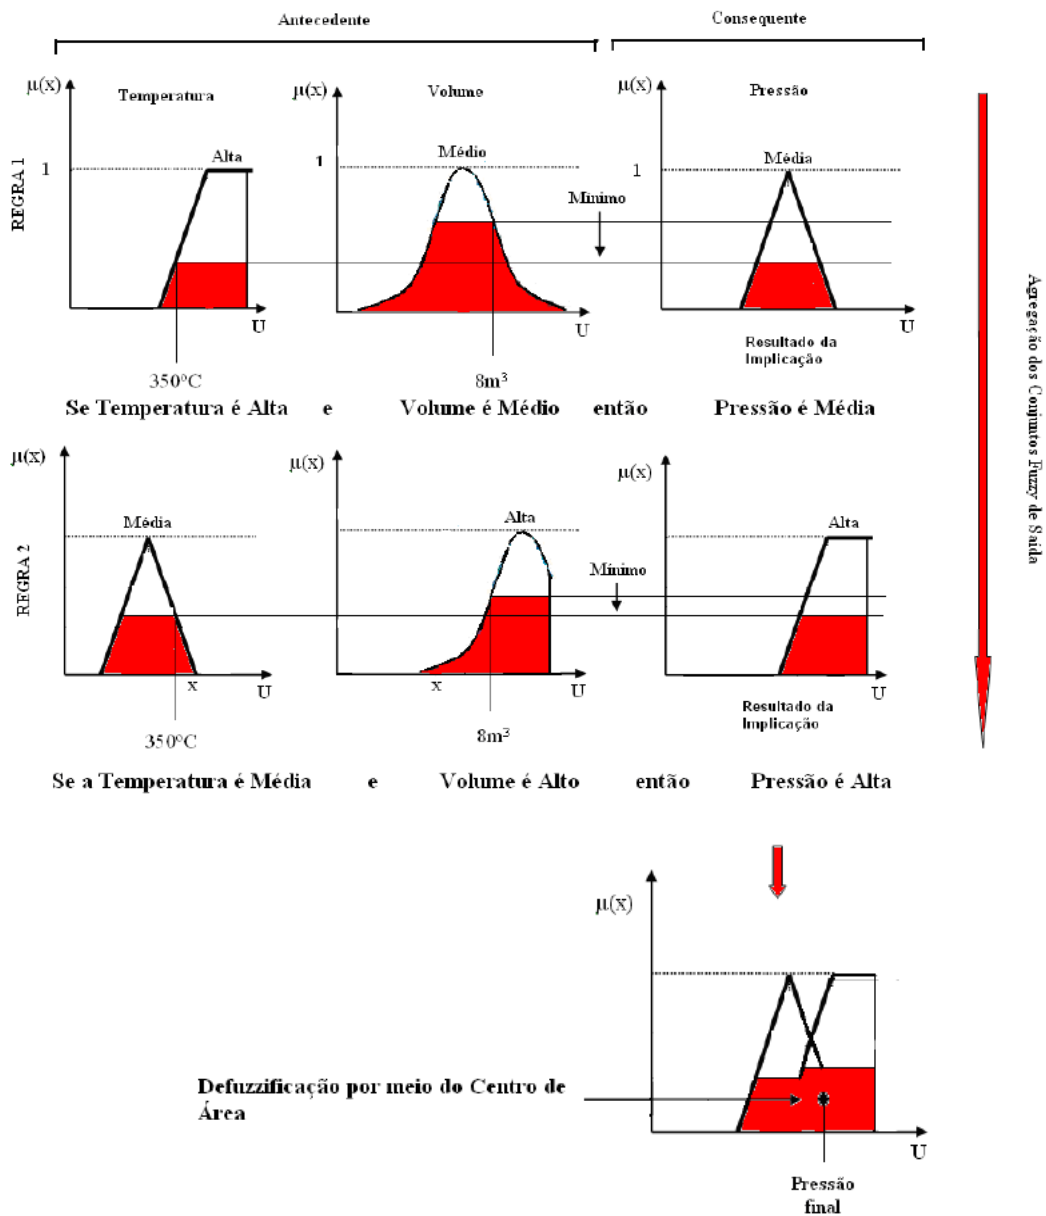 Antecedente
Consequente
μ(x)
Temperatura
μ(x)
Volume
μ(x)
Pressão
REGRA 1
1
Alta
1
Médio
Mínimo
1
Média
U
U
U
350°C
8m³
Resultado da
Implicação
Se Temperatura é Alta e Volume é Médio então Pressão é Média
Agregação dos Conjuntos Fuzzy de Saída
μ(x)
μ(x)
μ(x)
REGRA 2
Média
Alta
Mínimo
Alta
x
U
x
U
U
350°C
8m³
Resultado da
Implicação
Se a Temperatura é Média e Volume é Alto então Pressão é Alta
μ(x)
Defuzzificação por meio do Centro de
Área
U
Pressão
final